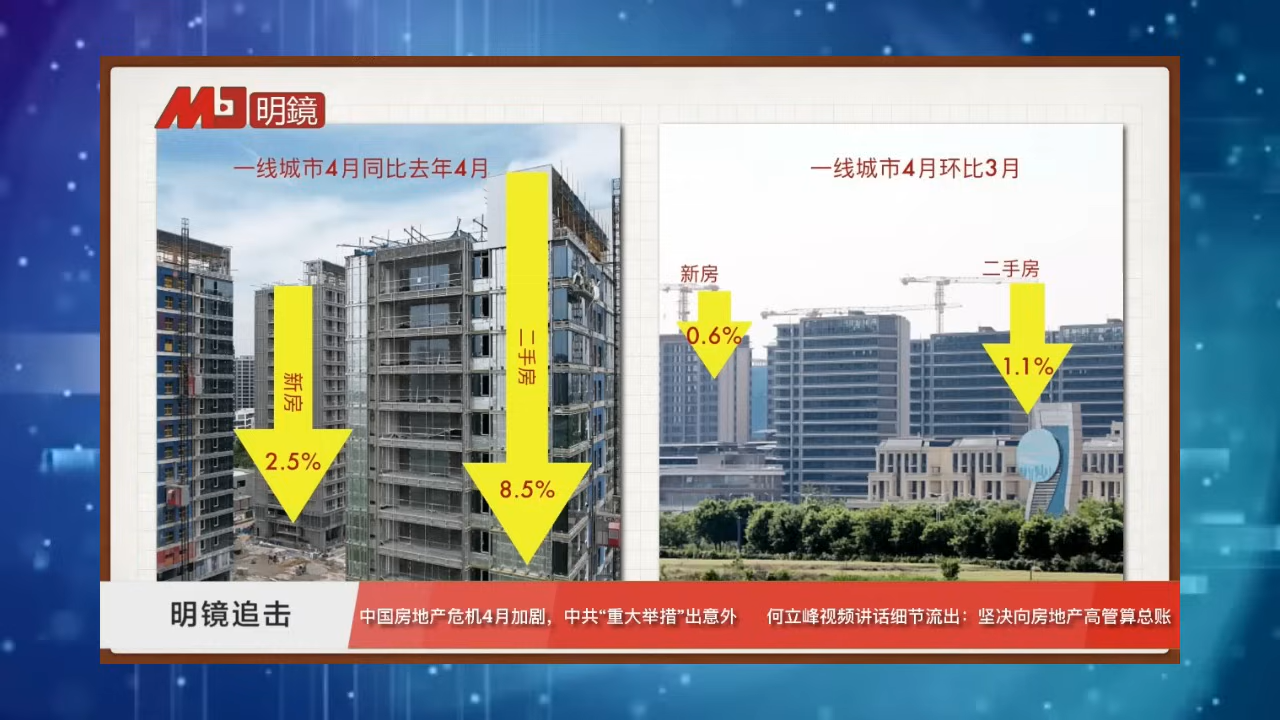 明鏡
一线城市4月同比去年4月
新房
2.5%
二手房
8.5%
一线城市4月环比3月
新房
0.6%
二手房
1.1%
明镜追击
中国房地产危机4月加剧，中共“重大举措”出意外 何立峰视频讲话细节流出：坚决向房地产高管算总账